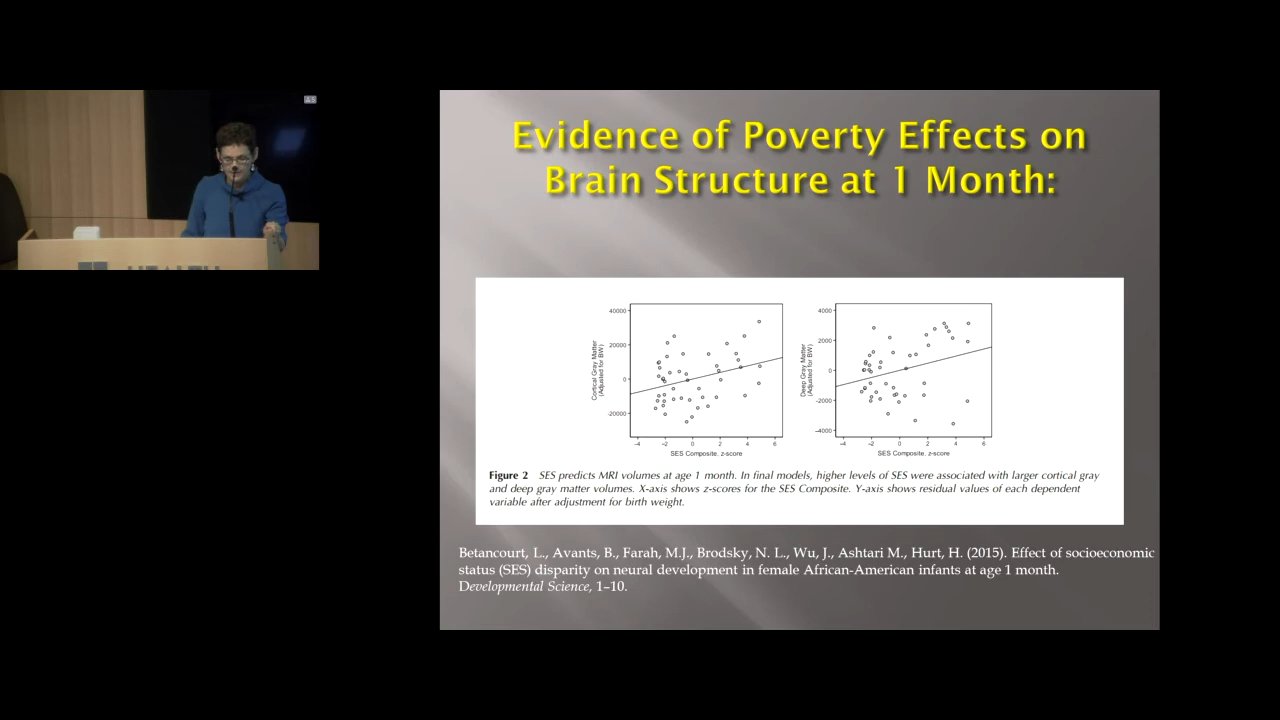 Evidence of Poverty Effects on
Brain Structure at 1 Month:
40000
20000
0
-20000
Cortical Gray Matter
(Adjusted for BW)
-4 -2 0 2 4 6
SES Composite. z-score
4000
2000
0
-2000
-4000
Deep Gray Matter
(Adjusted for BW)
-4 -2 0 2 4 6
SES Composite. z-score
Figure 2 SES predicts MRI volumes at age 1 month. In final models, higher levels of SES were associated with larger cortical gray
and deep gray matter volumes. X-axis shows z-scores for the SES Composite. Y-axis shows residual values of each dependent
variable after adjustment for birth weight.
Betancourt, L., Avants, B., Farah, M.J., Brodsky, N. L., Wu, J., Ashtari M., Hurt, H. (2015). Effect of socioeconomic
status (SES) disparity on neural development in female African-American infants at age 1 month.
Developmental Science, 1–10.